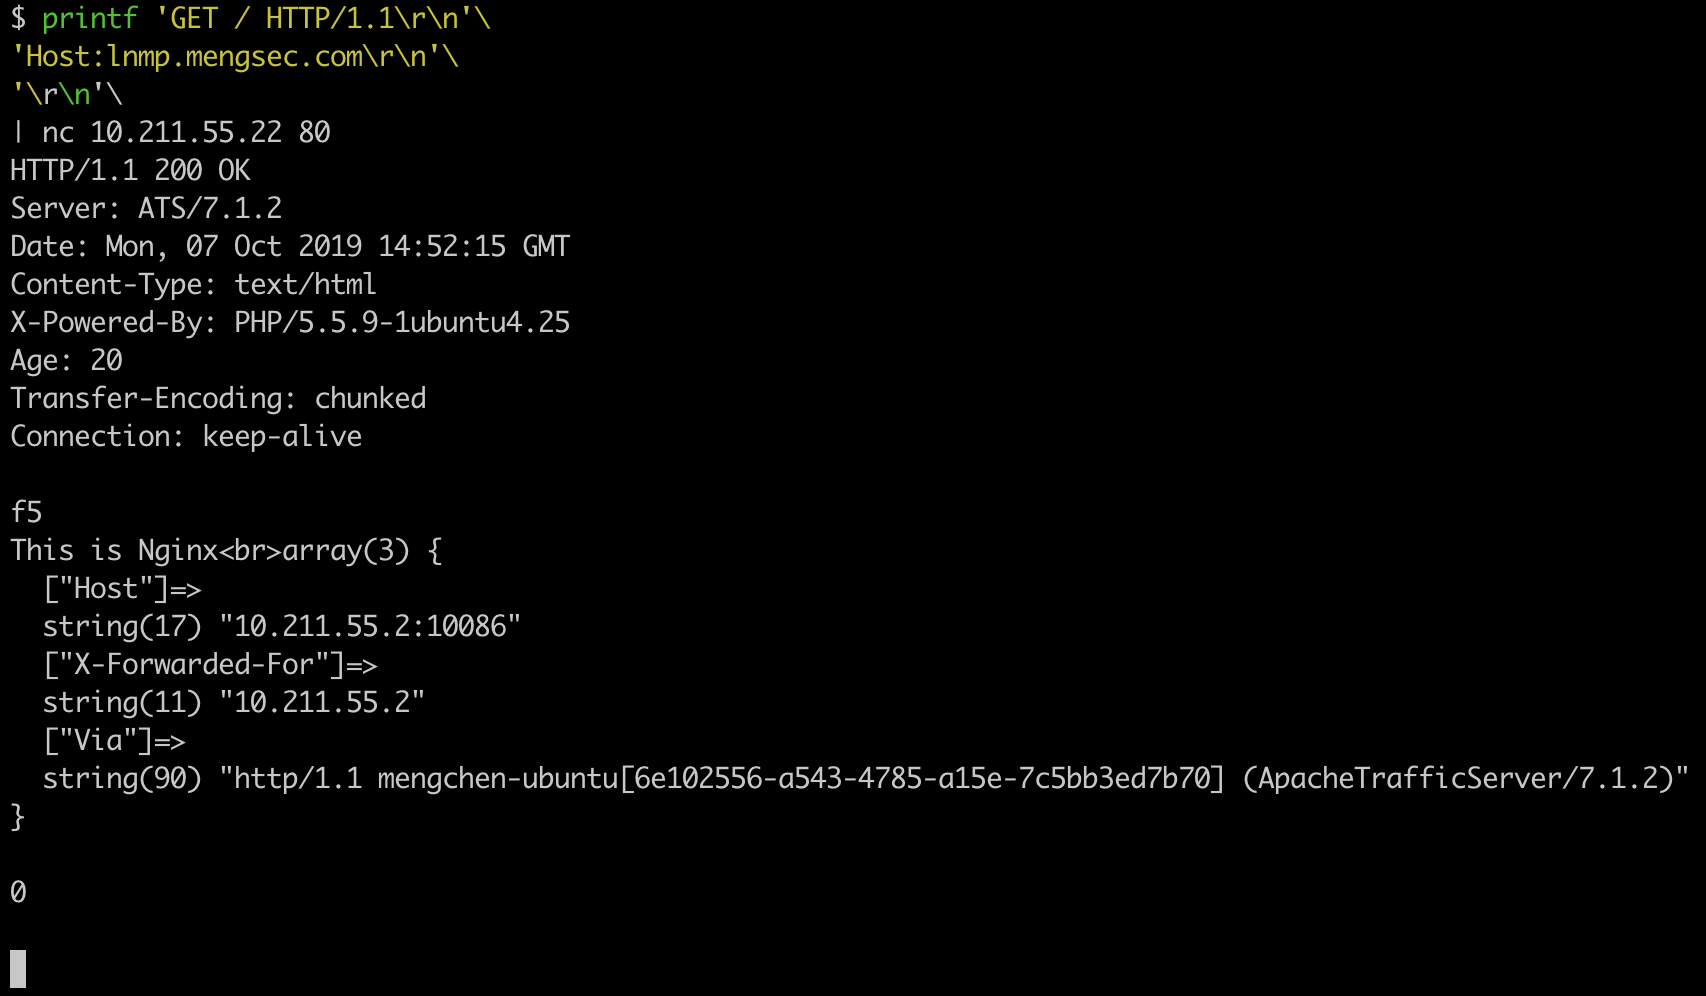 $ printf 'GET / HTTP/1.1\r\n'\
'Host:lnmp.mengsec.com\r\n'\
'\r\n'\
| nc 10.211.55.22 80
HTTP/1.1 200 OK
Server: ATS/7.1.2
Date: Mon, 07 Oct 2019 14:52:15 GMT
Content-Type: text/html
X-Powered-By: PHP/5.5.9-1ubuntu4.25
Age: 20
Transfer-Encoding: chunked
Connection: keep-alive

f5
This is Nginx<br>array(3) {
  ["Host"]=>
  string(17) "10.211.55.2:10086"
  ["X-Forwarded-For"]=>
  string(11) "10.211.55.2"
  ["Via"]=>
  string(90) "http/1.1 mengchen-ubuntu[6e102556-a543-4785-a15e-7c5bb3ed7b70] (ApacheTrafficServer/7.1.2)"
}

0